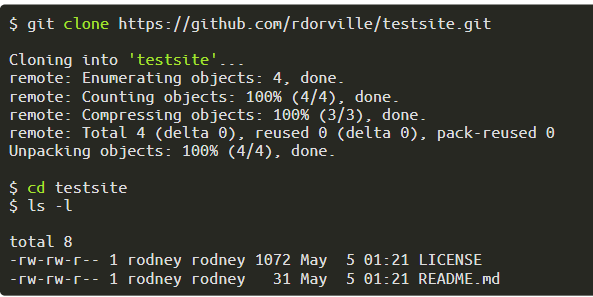 $ git clone https://github.com/rdorville/testsite.git
Cloning into 'testsite'...
remote: Enumerating objects: 4, done.
remote: Counting objects: 100% (4/4), done.
remote: Compressing objects: 100% (3/3), done.
remote: Total 4 (delta 0), reused 0 (delta 0), pack-reused 0
Unpacking objects: 100% (4/4), done.
$ cd testsite
$ ls -l
total 8
-rw-rw-r-- 1 rodney rodney 1072 May  5 01:21 LICENSE
-rw-rw-r-- 1 rodney rodney   31 May  5 01:21 README.md